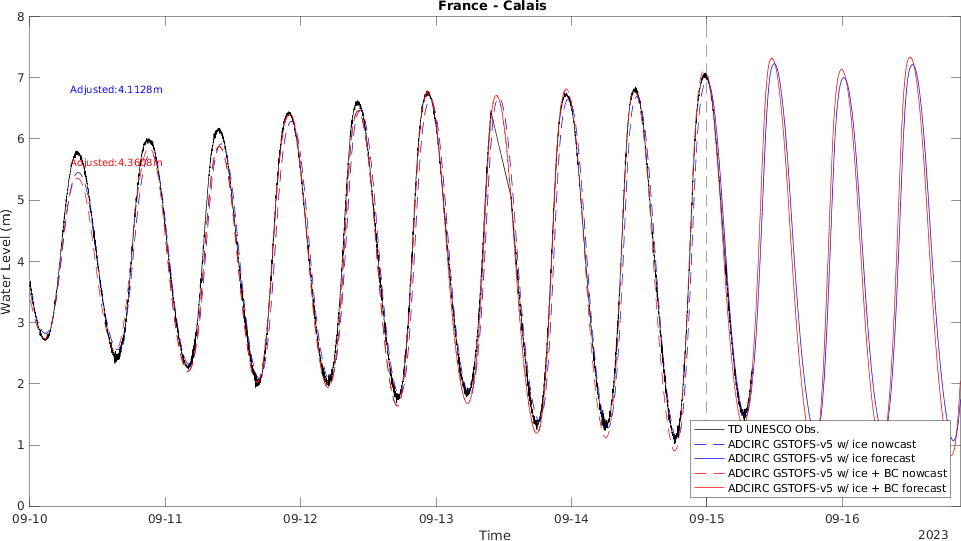 France - Calais
8
7
6
5
4
3
2
1
0
Water Level (m)
Adjusted:4.1128m
Adjusted:4.3608m
TD UNESCO Obs.
ADCIRC GSTOFS-v5 w/ ice nowcast
ADCIRC GSTOFS-v5 w/ ice forecast
ADCIRC GSTOFS-v5 w/ ice + BC nowcast
ADCIRC GSTOFS-v5 w/ ice + BC forecast
09-10 09-11 09-12 09-13 09-14 09-15 09-16
Time
2023